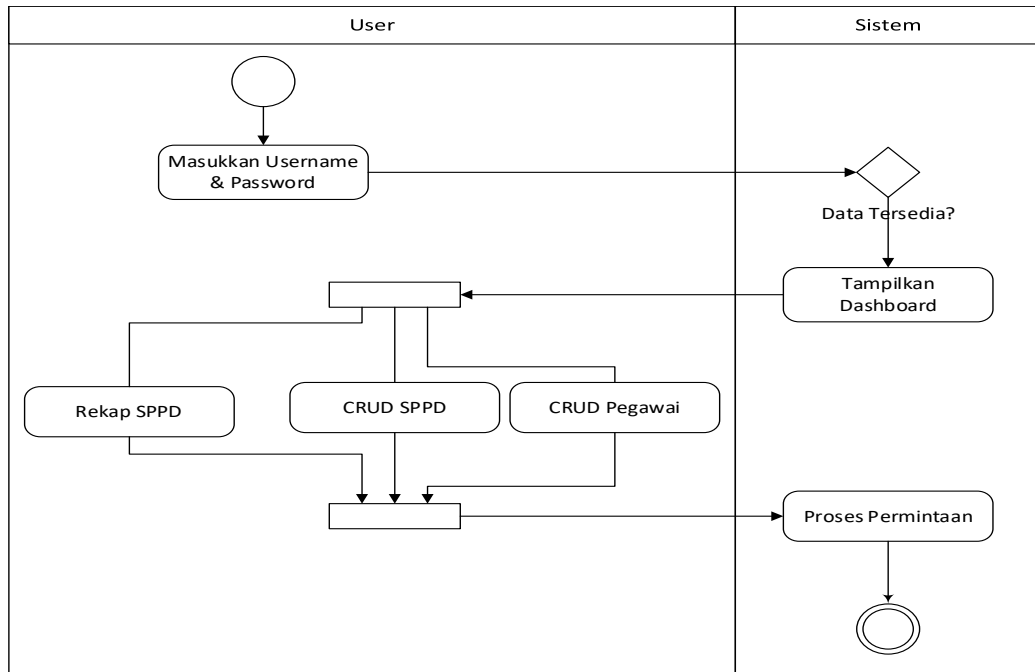 User
Sistem
Masukkan Username
& Password
Data Tersedia?
Tampilkan
Dashboard
Rekap SPPD
CRUD SPPD
CRUD Pegawai
Proses Permintaan